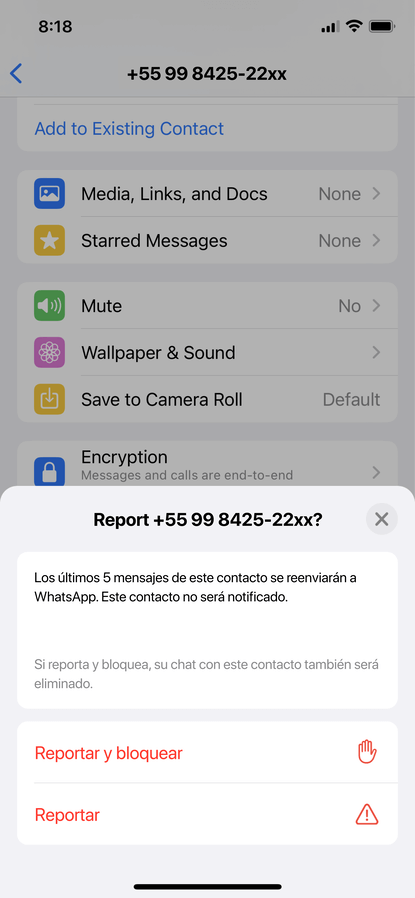 8:18
+55 99 8425-22xx
Add to Existing Contact
Media, Links, and Docs None
Starred Messages None
Mute No
Wallpaper & Sound
Save to Camera Roll Default
Encryption
Messages and calls are end-to-end
Report +55 99 8425-22xx?
Los últimos 5 mensajes de este contacto se reenviarán a
WhatsApp. Este contacto no será notificado.
Si reporta y bloquea, su chat con este contacto también será
eliminado.
Reportar y bloquear
Reportar